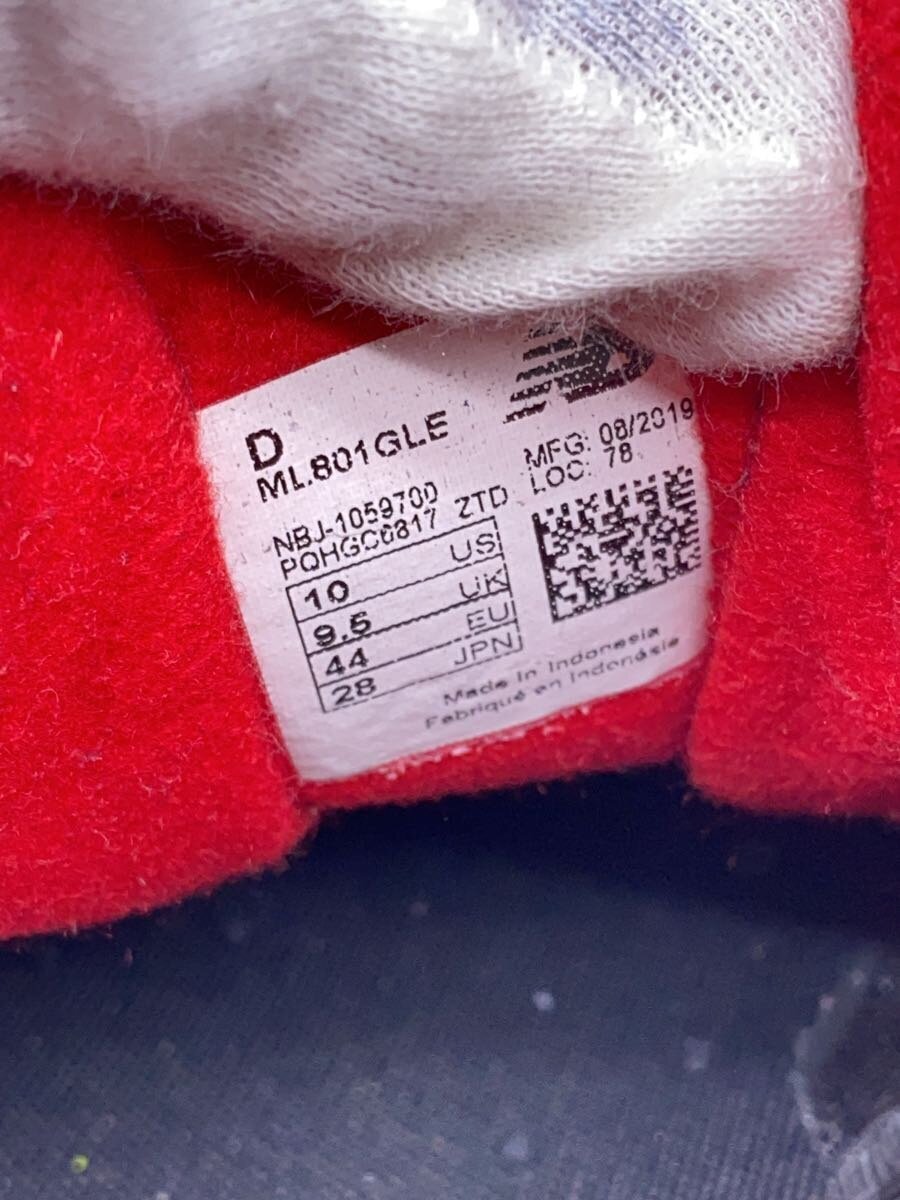 D
ML801GLE
MFG: 08/2019
LOC: 78
NBJ-1059700
PQHGC0817 ZTD
10 US
9.5 UK
44 EU
28 JPN
Made in Indonesia
Fabriqué en Indonésie